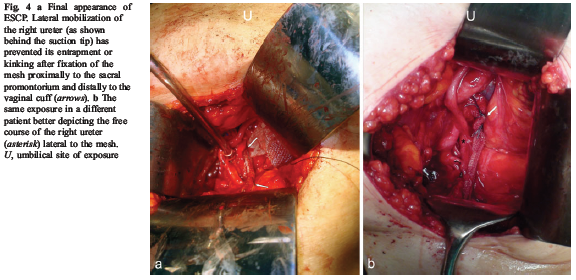 Fig. 4 a Final appearance of
ESCP. Lateral mobilization of
the right ureter (as shown
behind the suction tip) has
prevented its entrapment or
kinking after fixation of the
mesh proximally to the sacral
promontorium and distally to the
vaginal cuff (arrows). b The
same exposure in a different
patient better depicting the free
course of the right ureter
(asterisk) lateral to the mesh.
U, umbilical site of exposure
U
a
U
b